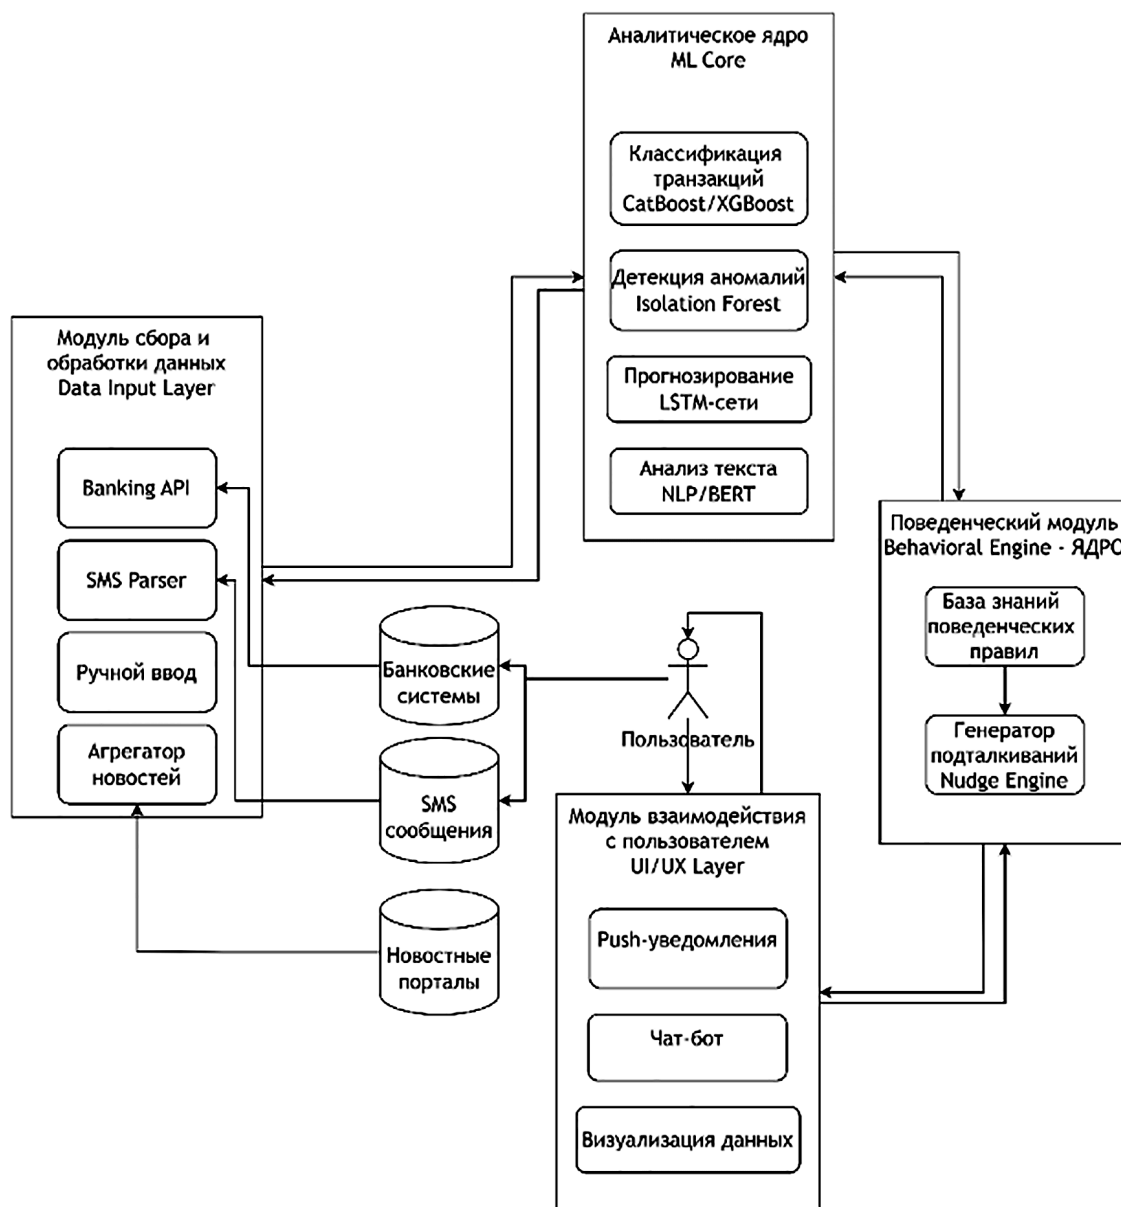 Аналитическое ядро
ML Core
Классификация
транзакций
CatBoost/XGBoost
Детекция аномалий
Isolation Forest
Прогнозирование
LSTM-сети
Анализ текста
NLP/BERT
Модуль сбора и
обработки данных
Data Input Layer
Banking API
SMS Parser
Ручной ввод
Агрегатор
новостей
Банковские
системы
SMS
сообщения
Новостные
порталы
Пользователь
Поведенческий модуль
Behavioral Engine - ЯДРО
База знаний
поведенческих
правил
Генератор
подталкиваний
Nudge Engine
Модуль взаимодействия
с пользователем
UI/UX Layer
Push-уведомления
Чат-бот
Визуализация данных